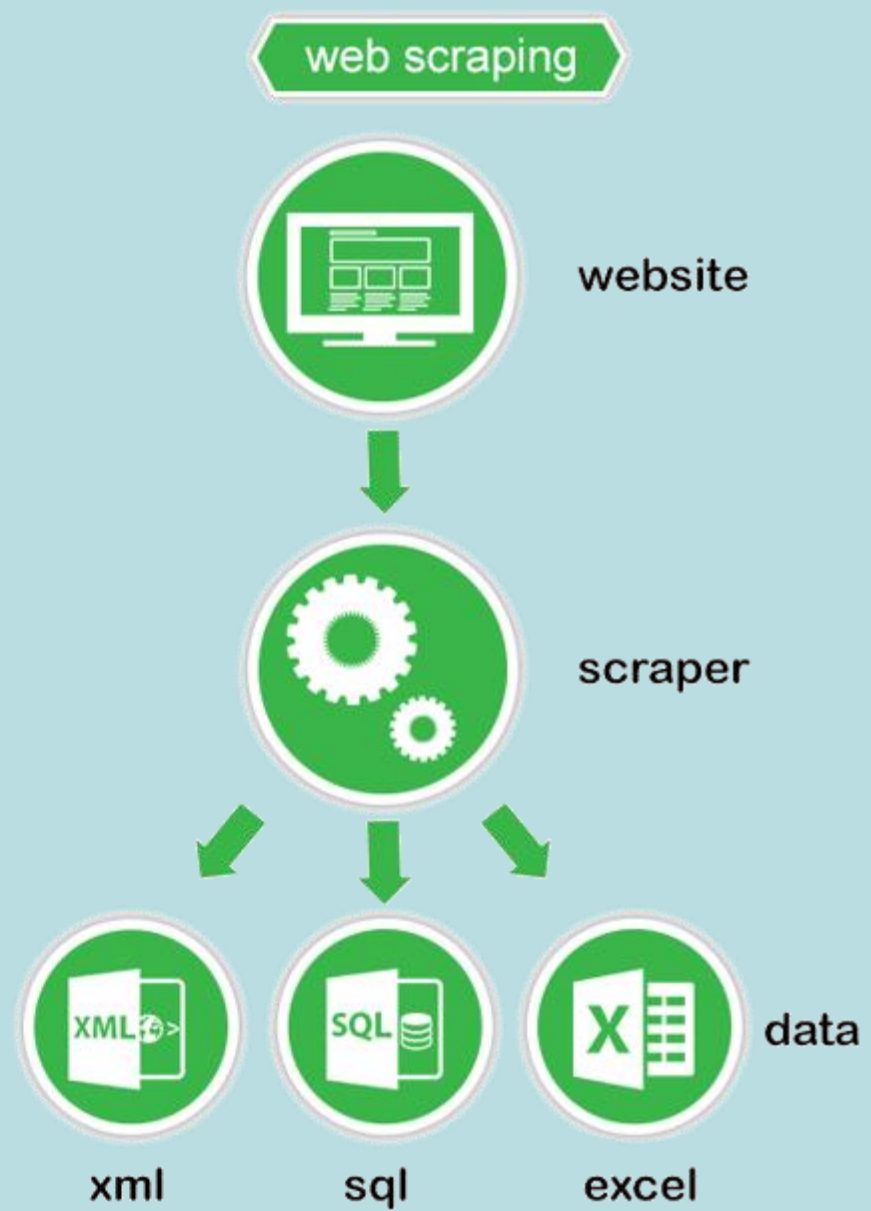 web scraping
website
scraper
XML
SQL
X
data
xml
sql
excel